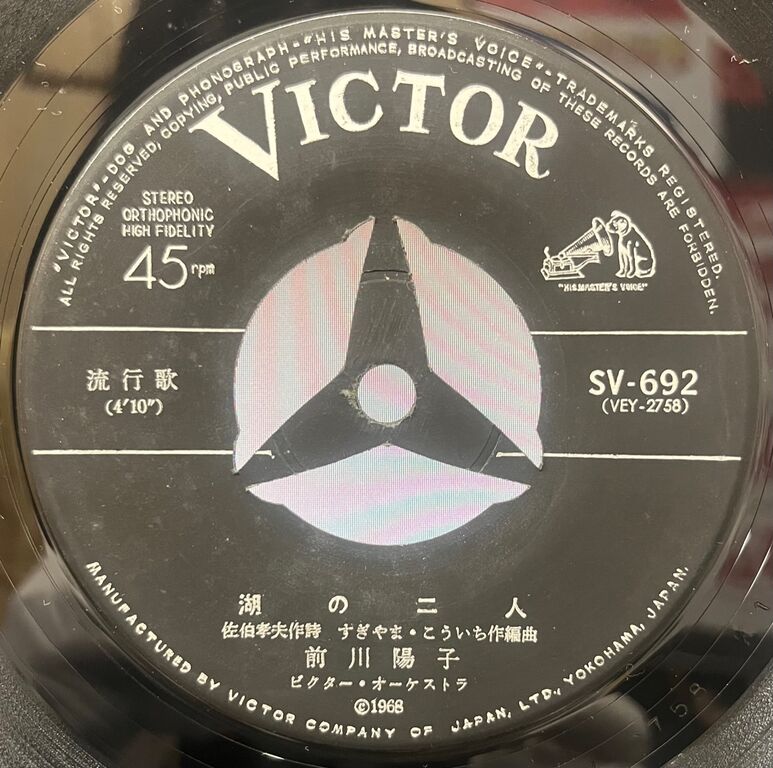 "VICTOR"-DOG AND PHONOGRAPH-"HIS MASTER'S VOICE"-TRADEMARKS REGISTERED.
ALL RIGHTS RESERVED, COPYING, PUBLIC PERFORMANCE, BROADCASTING OF THESE RECORDS ARE FORBIDDEN.
VICTOR
STEREO
ORTHOPHONIC
HIGH FIDELITY
45rpm
"HIS MASTER'S VOICE"
流行歌
(4'10")
SV-692
(VEY-2758)
湖の二人
佐伯孝夫作詩 すぎやま・こういち作編曲
前川陽子
ビクター・オーケストラ
©1968
MANUFACTURED BY VICTOR COMPANY OF JAPAN, LTD., YOKOHAMA, JAPAN.
758